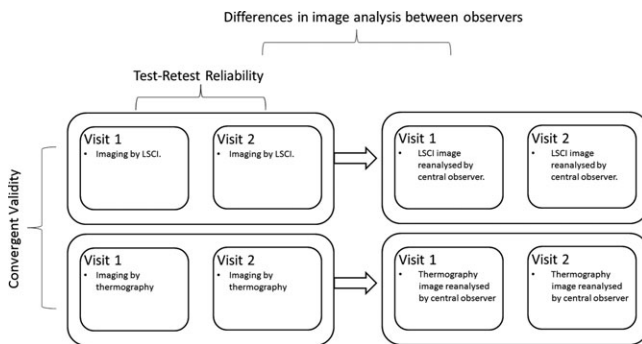 Differences in image analysis between observers
Test-Retest Reliability
Convergent Validity
Visit 1
• Imaging by LSCI.
Visit 2
• Imaging by LSCI.
Visit 1
• LSCI image
reanalysed by
central observer.
Visit 2
• LSCI image
reanalysed by
central observer.
Visit 1
• Imaging by
thermography
Visit 2
• Imaging by
thermography
Visit 1
• Thermography
image reanalysed
by central observer
Visit 2
• Thermography
image reanalysed
by central observer